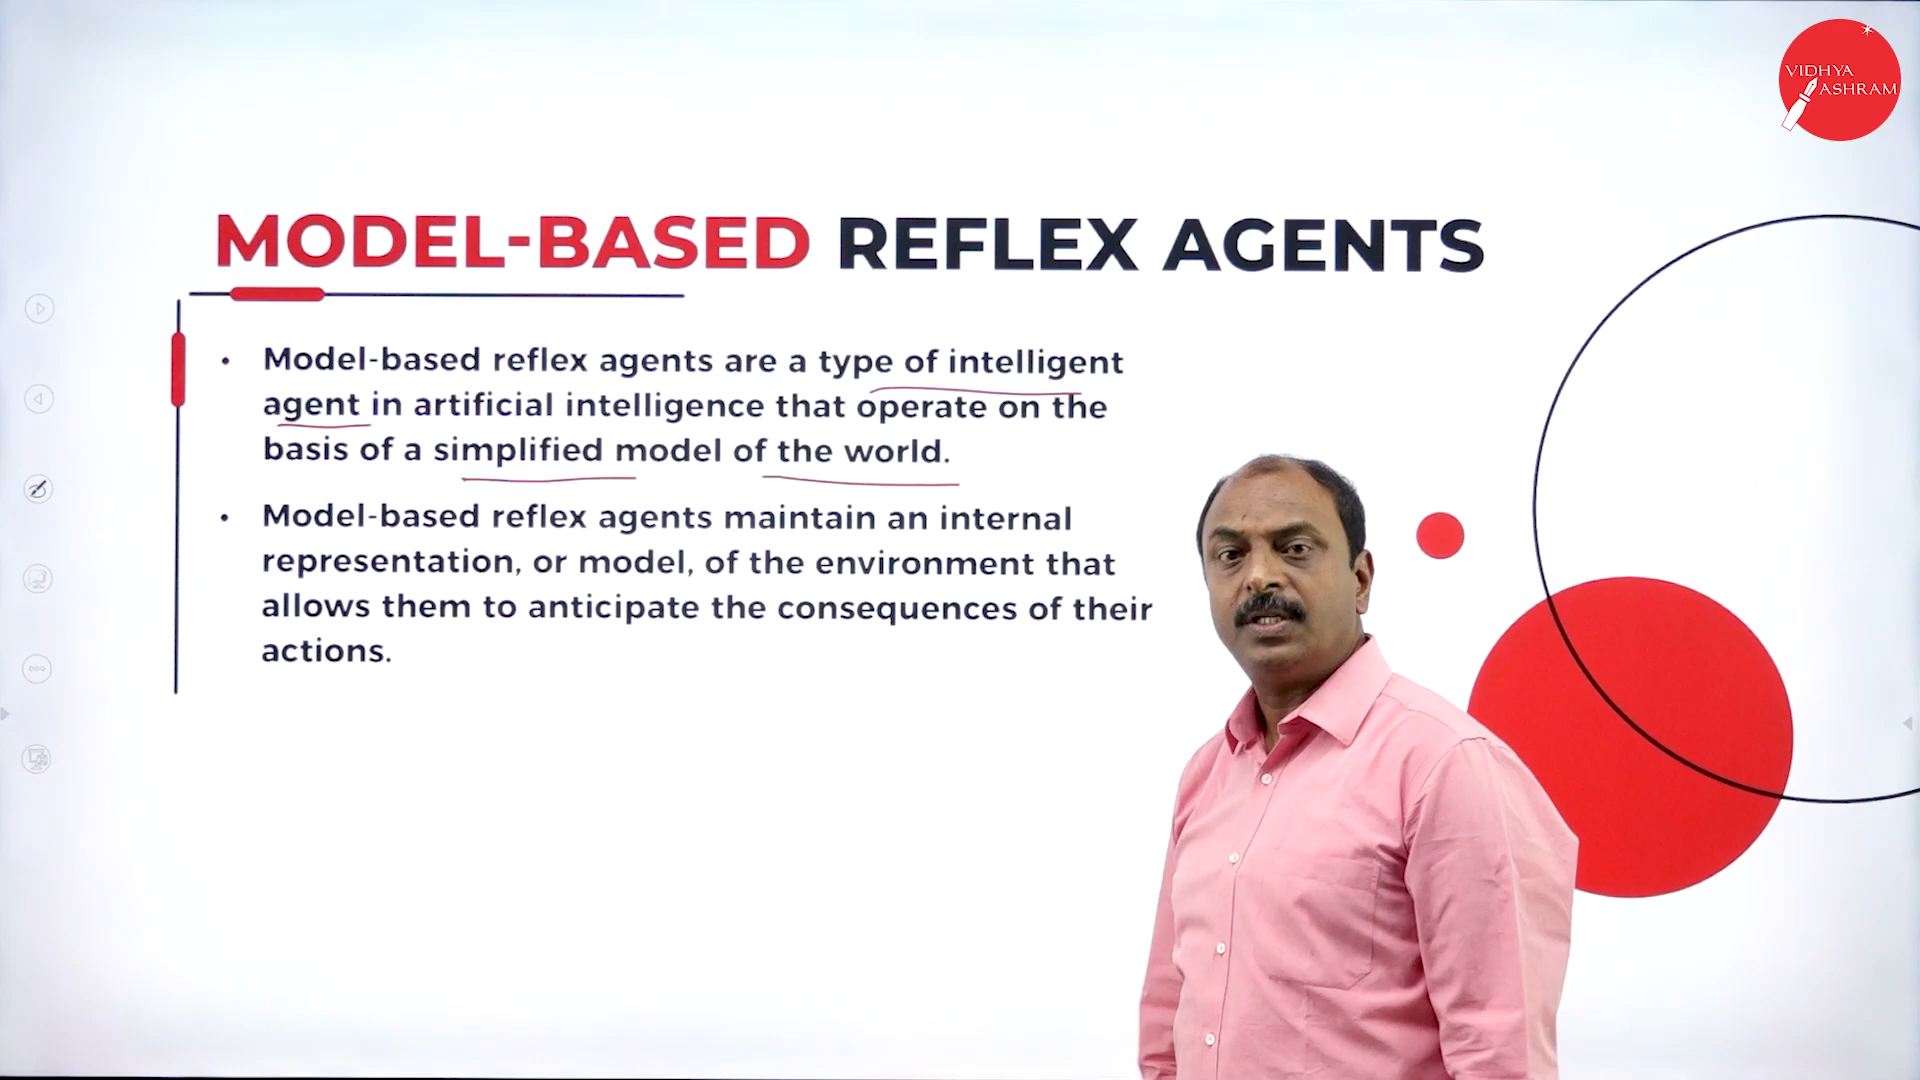 VIDHYA
ASHRAM
MODEL-BASED REFLEX AGENTS
• Model-based reflex agents are a type of intelligent
agent in artificial intelligence that operate on the
basis of a simplified model of the world.
• Model-based reflex agents maintain an internal
representation, or model, of the environment that
allows them to anticipate the consequences of their
actions.